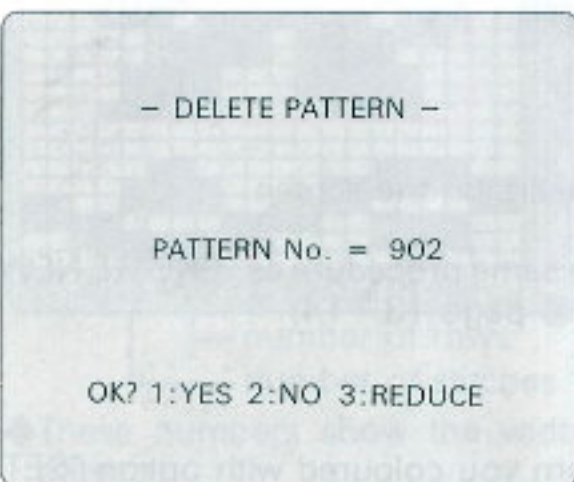 – DELETE PATTERN –
PATTERN No. = 902
OK? 1:YES 2:NO 3:REDUCE